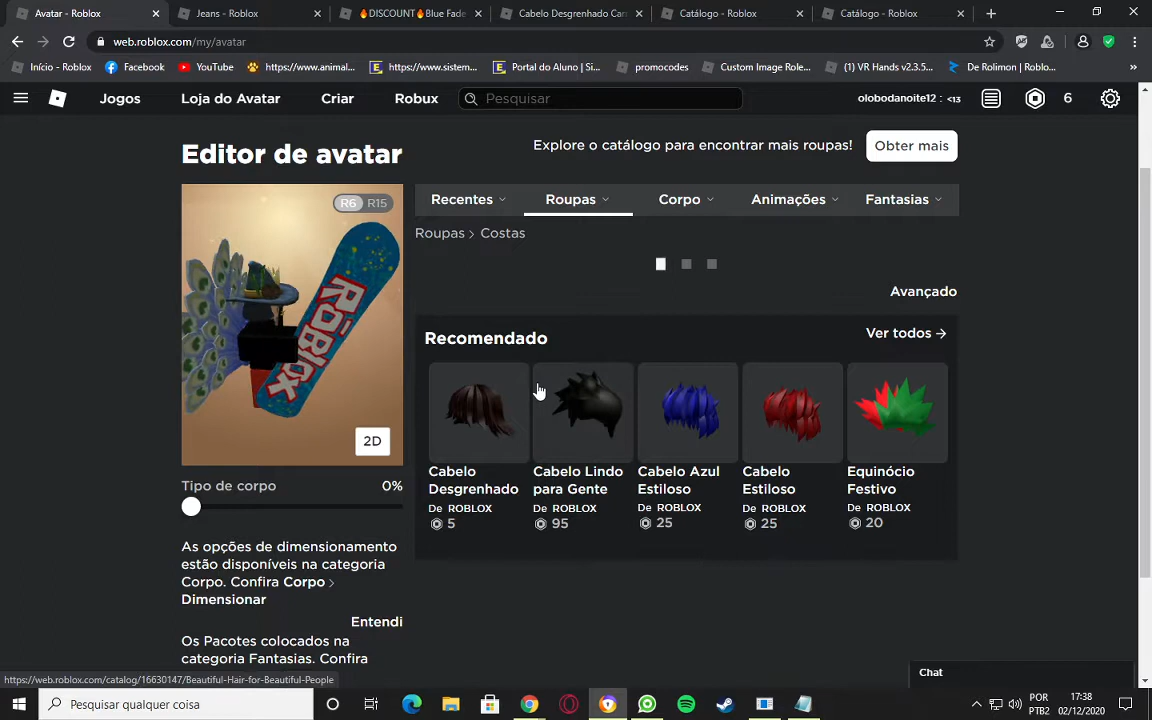 Avatar - Roblox
Jeans - Roblox
🔥DISCOUNT🔥Blue Fade
Cabelo Desgrenhado Car
Catálogo - Roblox
Catálogo - Roblox
web.roblox.com/my/avatar
Início - Roblox
Facebook
YouTube
https://www.animal...
https://www.sistem...
Portal do Aluno | Si...
promocodes
Custom Image Role...
(1) VR Hands v2.3.5...
De Rolimon | Roblo...
Jogos
Loja do Avatar
Criar
Robux
Pesquisar
olobodanoite12 : <13
6
Editor de avatar
Explore o catálogo para encontrar mais roupas!
Obter mais
R6 R15
Recentes
Roupas
Corpo
Animações
Fantasias
Roupas > Costas
ROBLOX
2D
Avançado
Recomendado
Ver todos →
Cabelo
Desgrenhado
De ROBLOX
5
Cabelo Lindo
para Gente
De ROBLOX
95
Cabelo Azul
Estiloso
De ROBLOX
25
Cabelo
Estiloso
De ROBLOX
25
Equinócio
Festivo
De ROBLOX
20
Tipo de corpo 0%
As opções de dimensionamento
estão disponíveis na categoria
Corpo. Confira Corpo >
Dimensionar
Entendi
Os Pacotes colocados na
categoria Fantasias. Confira
https://web.roblox.com/catalog/16630147/Beautiful-Hair-for-Beautiful-People
Chat
Pesquisar qualquer coisa
POR
PTB2
17:38
02/12/2020